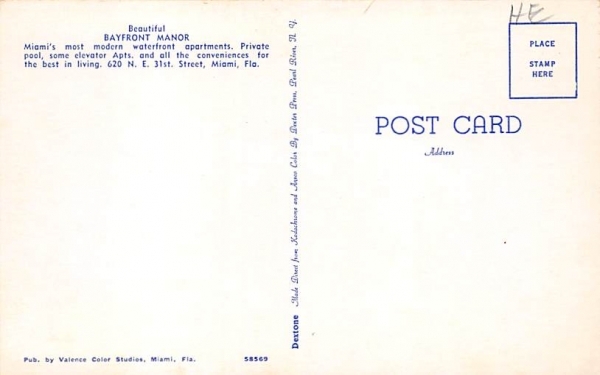 Beautiful
BAYFRONT MANOR
Miami's most modern waterfront apartments. Private
pool, some elevator Apts. and all the conveniences for
the best in living. 620 N. E. 31st. Street, Miami, Fla.
HE
PLACE
STAMP
HERE
POST CARD
Address
Dextone Made Direct from Kodachrome and Ansco Color By Dexter Press, Pearl River, N. Y.
Pub. by Valence Color Studios, Miami, Fla. 58569